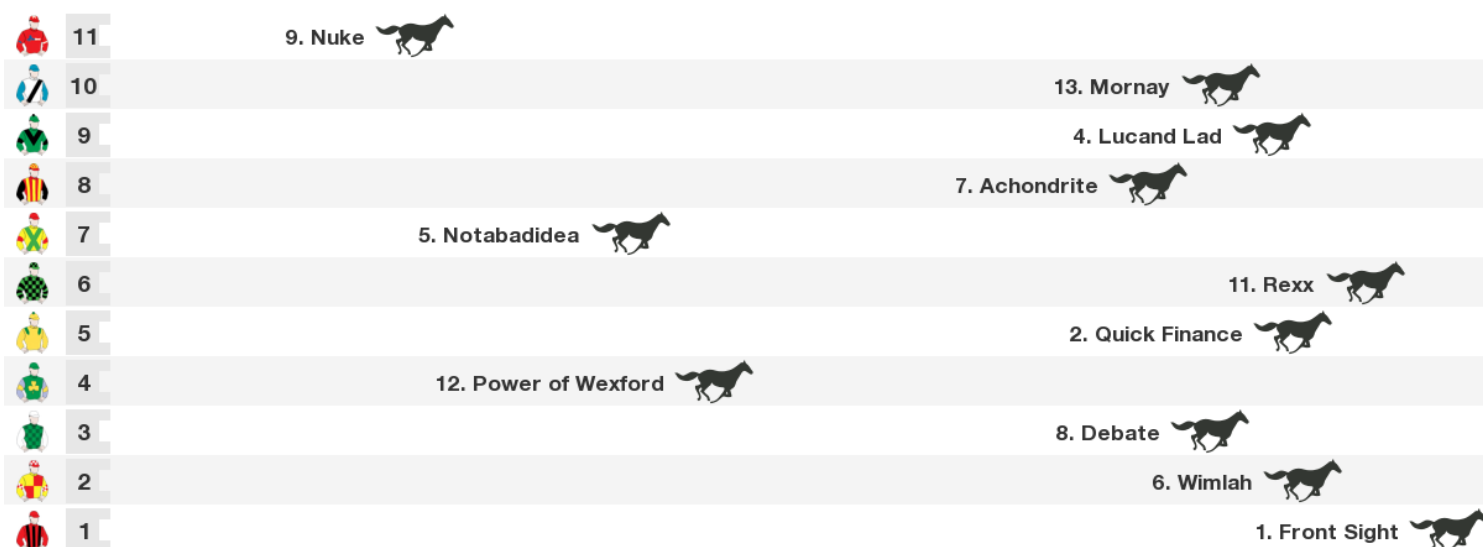 11 9. Nuke
10 13. Mornay
9 4. Lucand Lad
8 7. Achondrite
7 5. Notabadidea
6 11. Rexx
5 2. Quick Finance
4 12. Power of Wexford
3 8. Debate
2 6. Wimlah
1 1. Front Sight